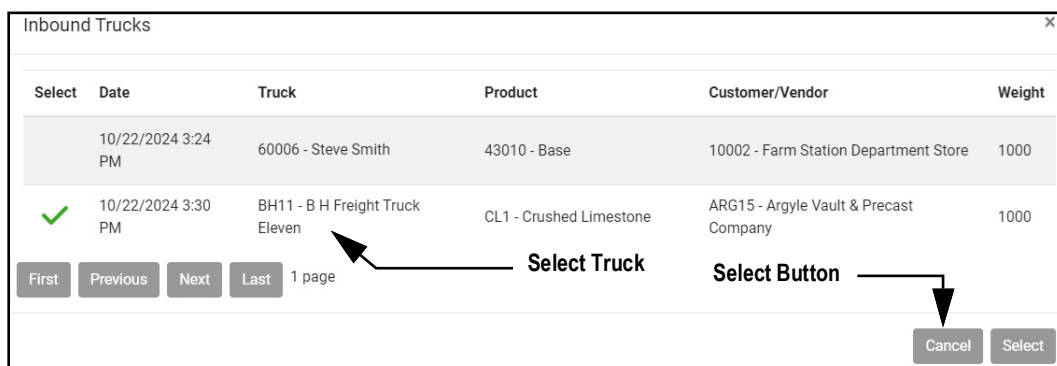 Inbound Trucks ×
Select Date Truck Product Customer/Vendor Weight
10/22/2024 3:24
PM
60006 - Steve Smith
43010 - Base
10002 - Farm Station Department Store
1000
10/22/2024 3:30
PM
BH11 - B H Freight Truck
Eleven
CL1 - Crushed Limestone
ARG15 - Argyle Vault & Precast
Company
1000
Select Truck
Select Button
First Previous Next Last 1 page
Cancel Select